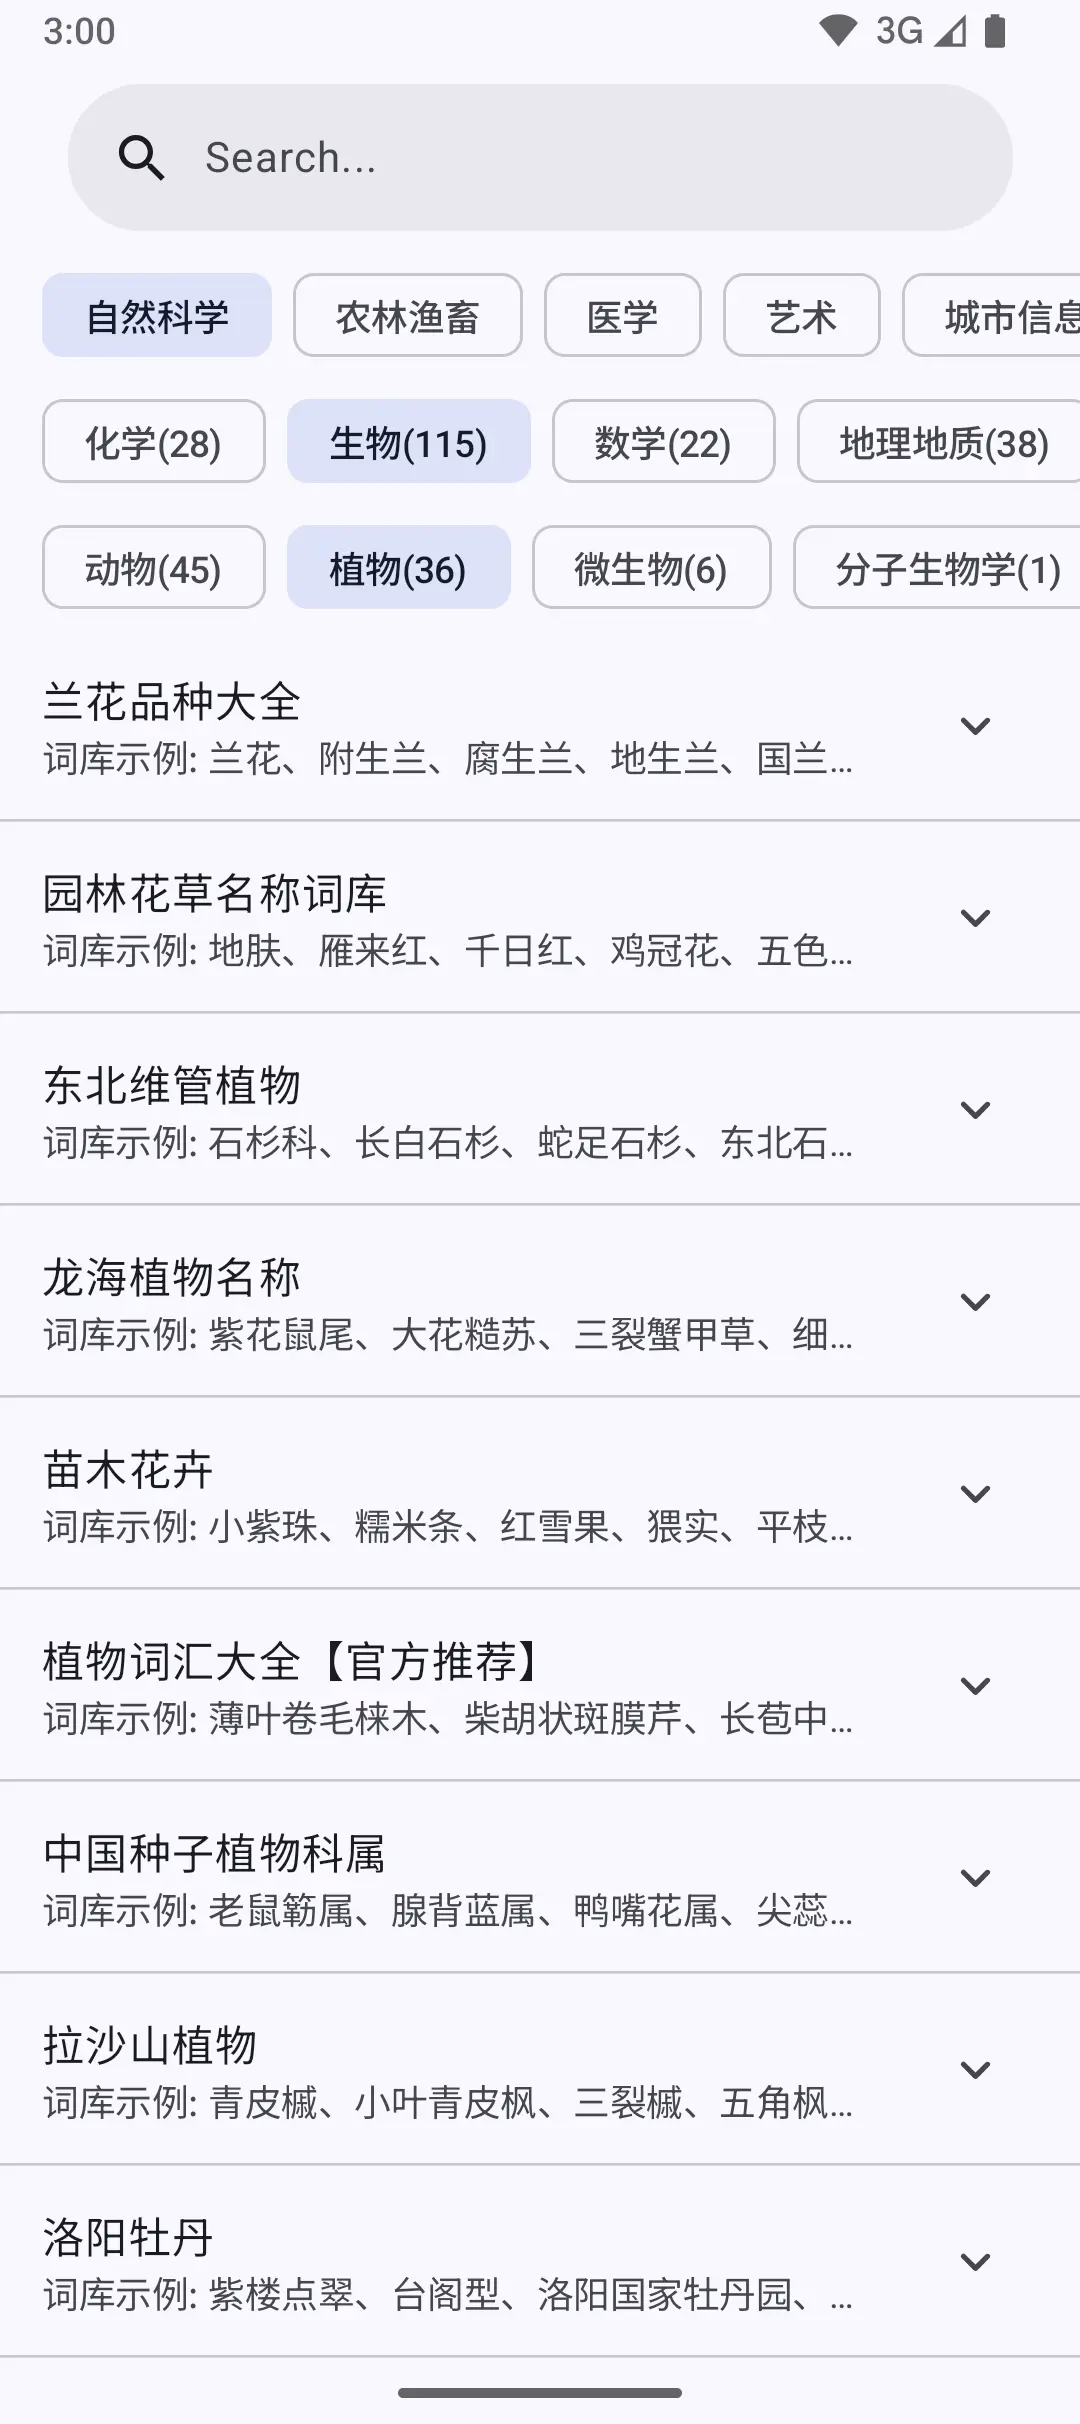 3:00 3G
Search...
自然科学 农林渔畜 医学 艺术 城市信息
化学(28) 生物(115) 数学(22) 地理地质(38)
动物(45) 植物(36) 微生物(6) 分子生物学(1)
兰花品种大全
词库示例: 兰花、附生兰、腐生兰、地生兰、国兰...
园林花草名称词库
词库示例: 地肤、雁来红、千日红、鸡冠花、五色...
东北维管植物
词库示例: 石杉科、长白石杉、蛇足石杉、东北石...
龙海植物名称
词库示例: 紫花鼠尾、大花糙苏、三裂蟹甲草、细...
苗木花卉
词库示例: 小紫珠、糯米条、红雪果、猥实、平枝...
植物词汇大全【官方推荐】
词库示例: 薄叶卷毛梾木、柴胡状斑膜芹、长苞中...
中国种子植物科属
词库示例: 老鼠簕属、腺背蓝属、鸭嘴花属、尖蕊...
拉沙山植物
词库示例: 青皮槭、小叶青皮枫、三裂槭、五角枫...
洛阳牡丹
词库示例: 紫楼点翠、台阁型、洛阳国家牡丹园、...